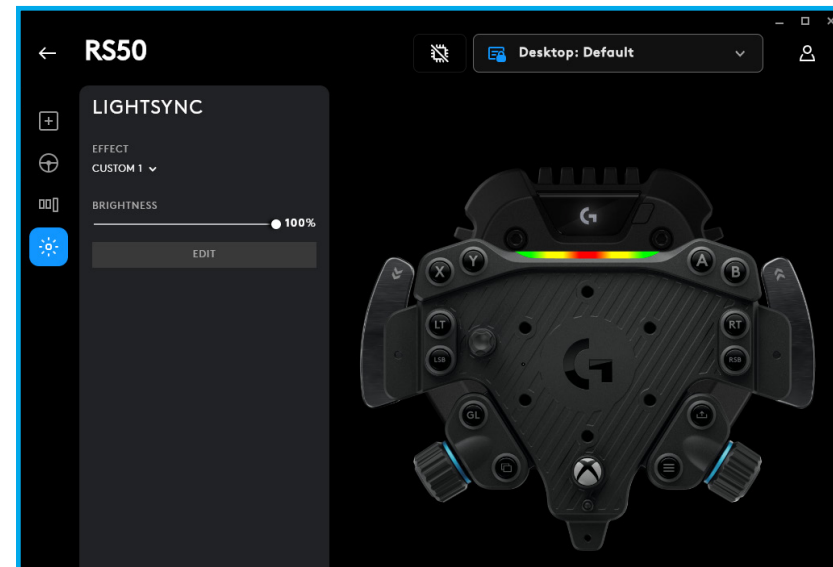 RS50
Desktop: Default
LIGHTSYNC
EFFECT
CUSTOM 1
BRIGHTNESS
100%
EDIT
X
Y
A
B
LT
RT
LSB
RSB
GL